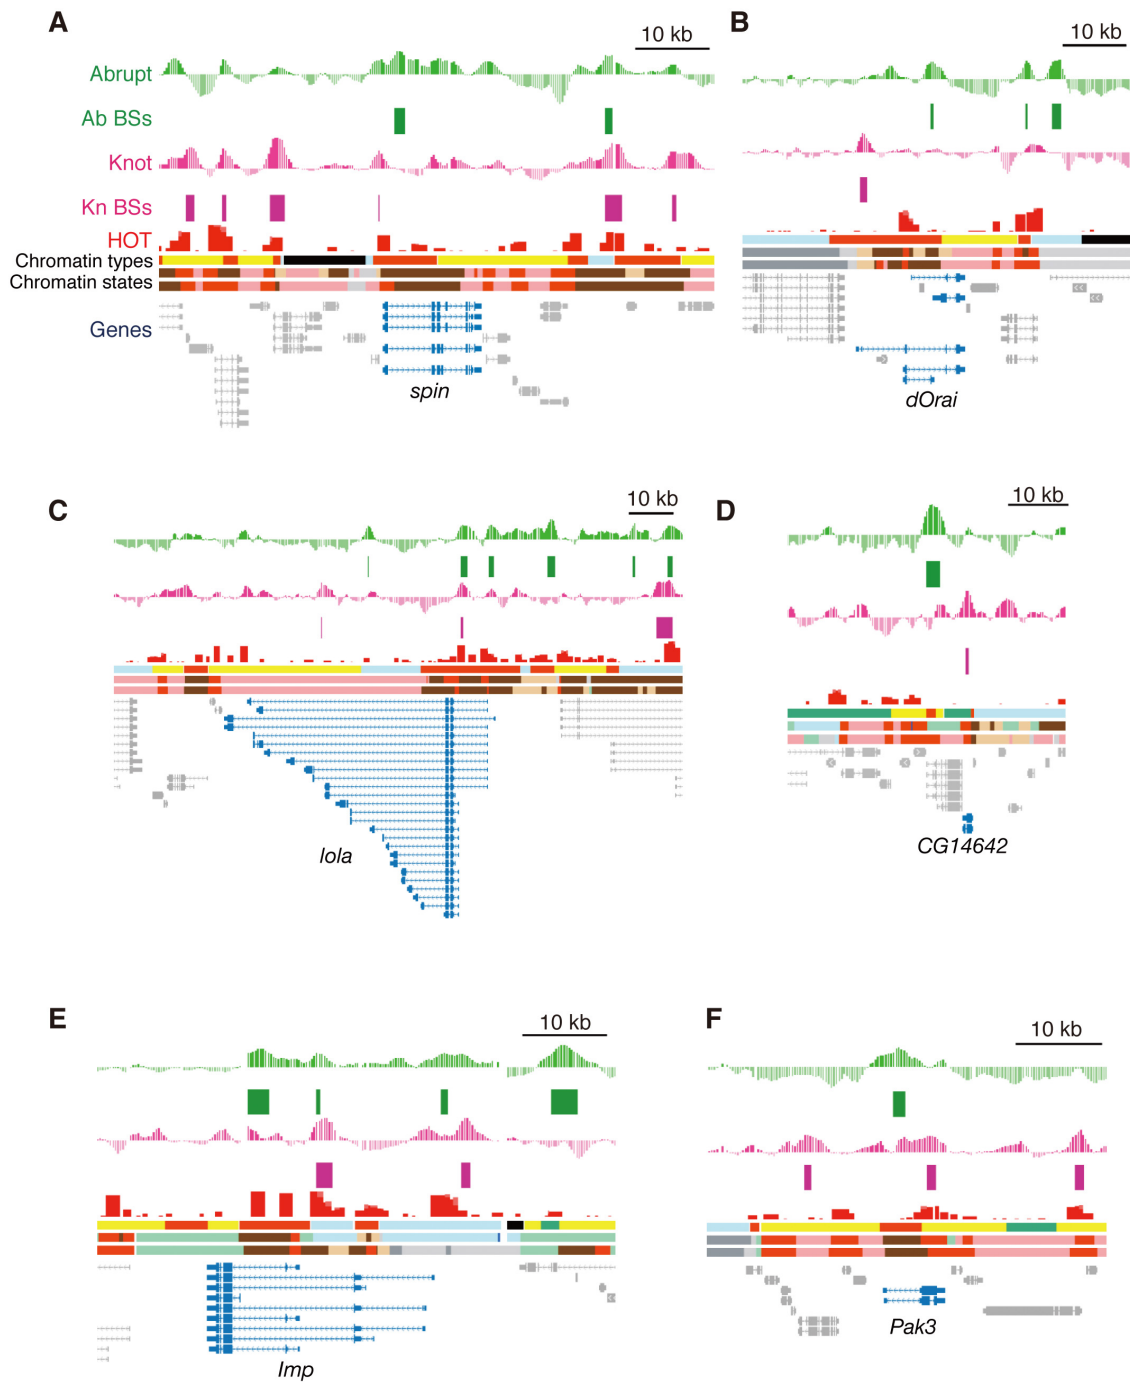 A
10 kb
B
10 kb
Abrupt
Ab BSs
Knot
Kn BSs
HOT
Chromatin types
Chromatin states
Genes
spin
dOrai
C
10 kb
D
10 kb
lola
CG14642
E
10 kb
F
10 kb
Imp
Pak3